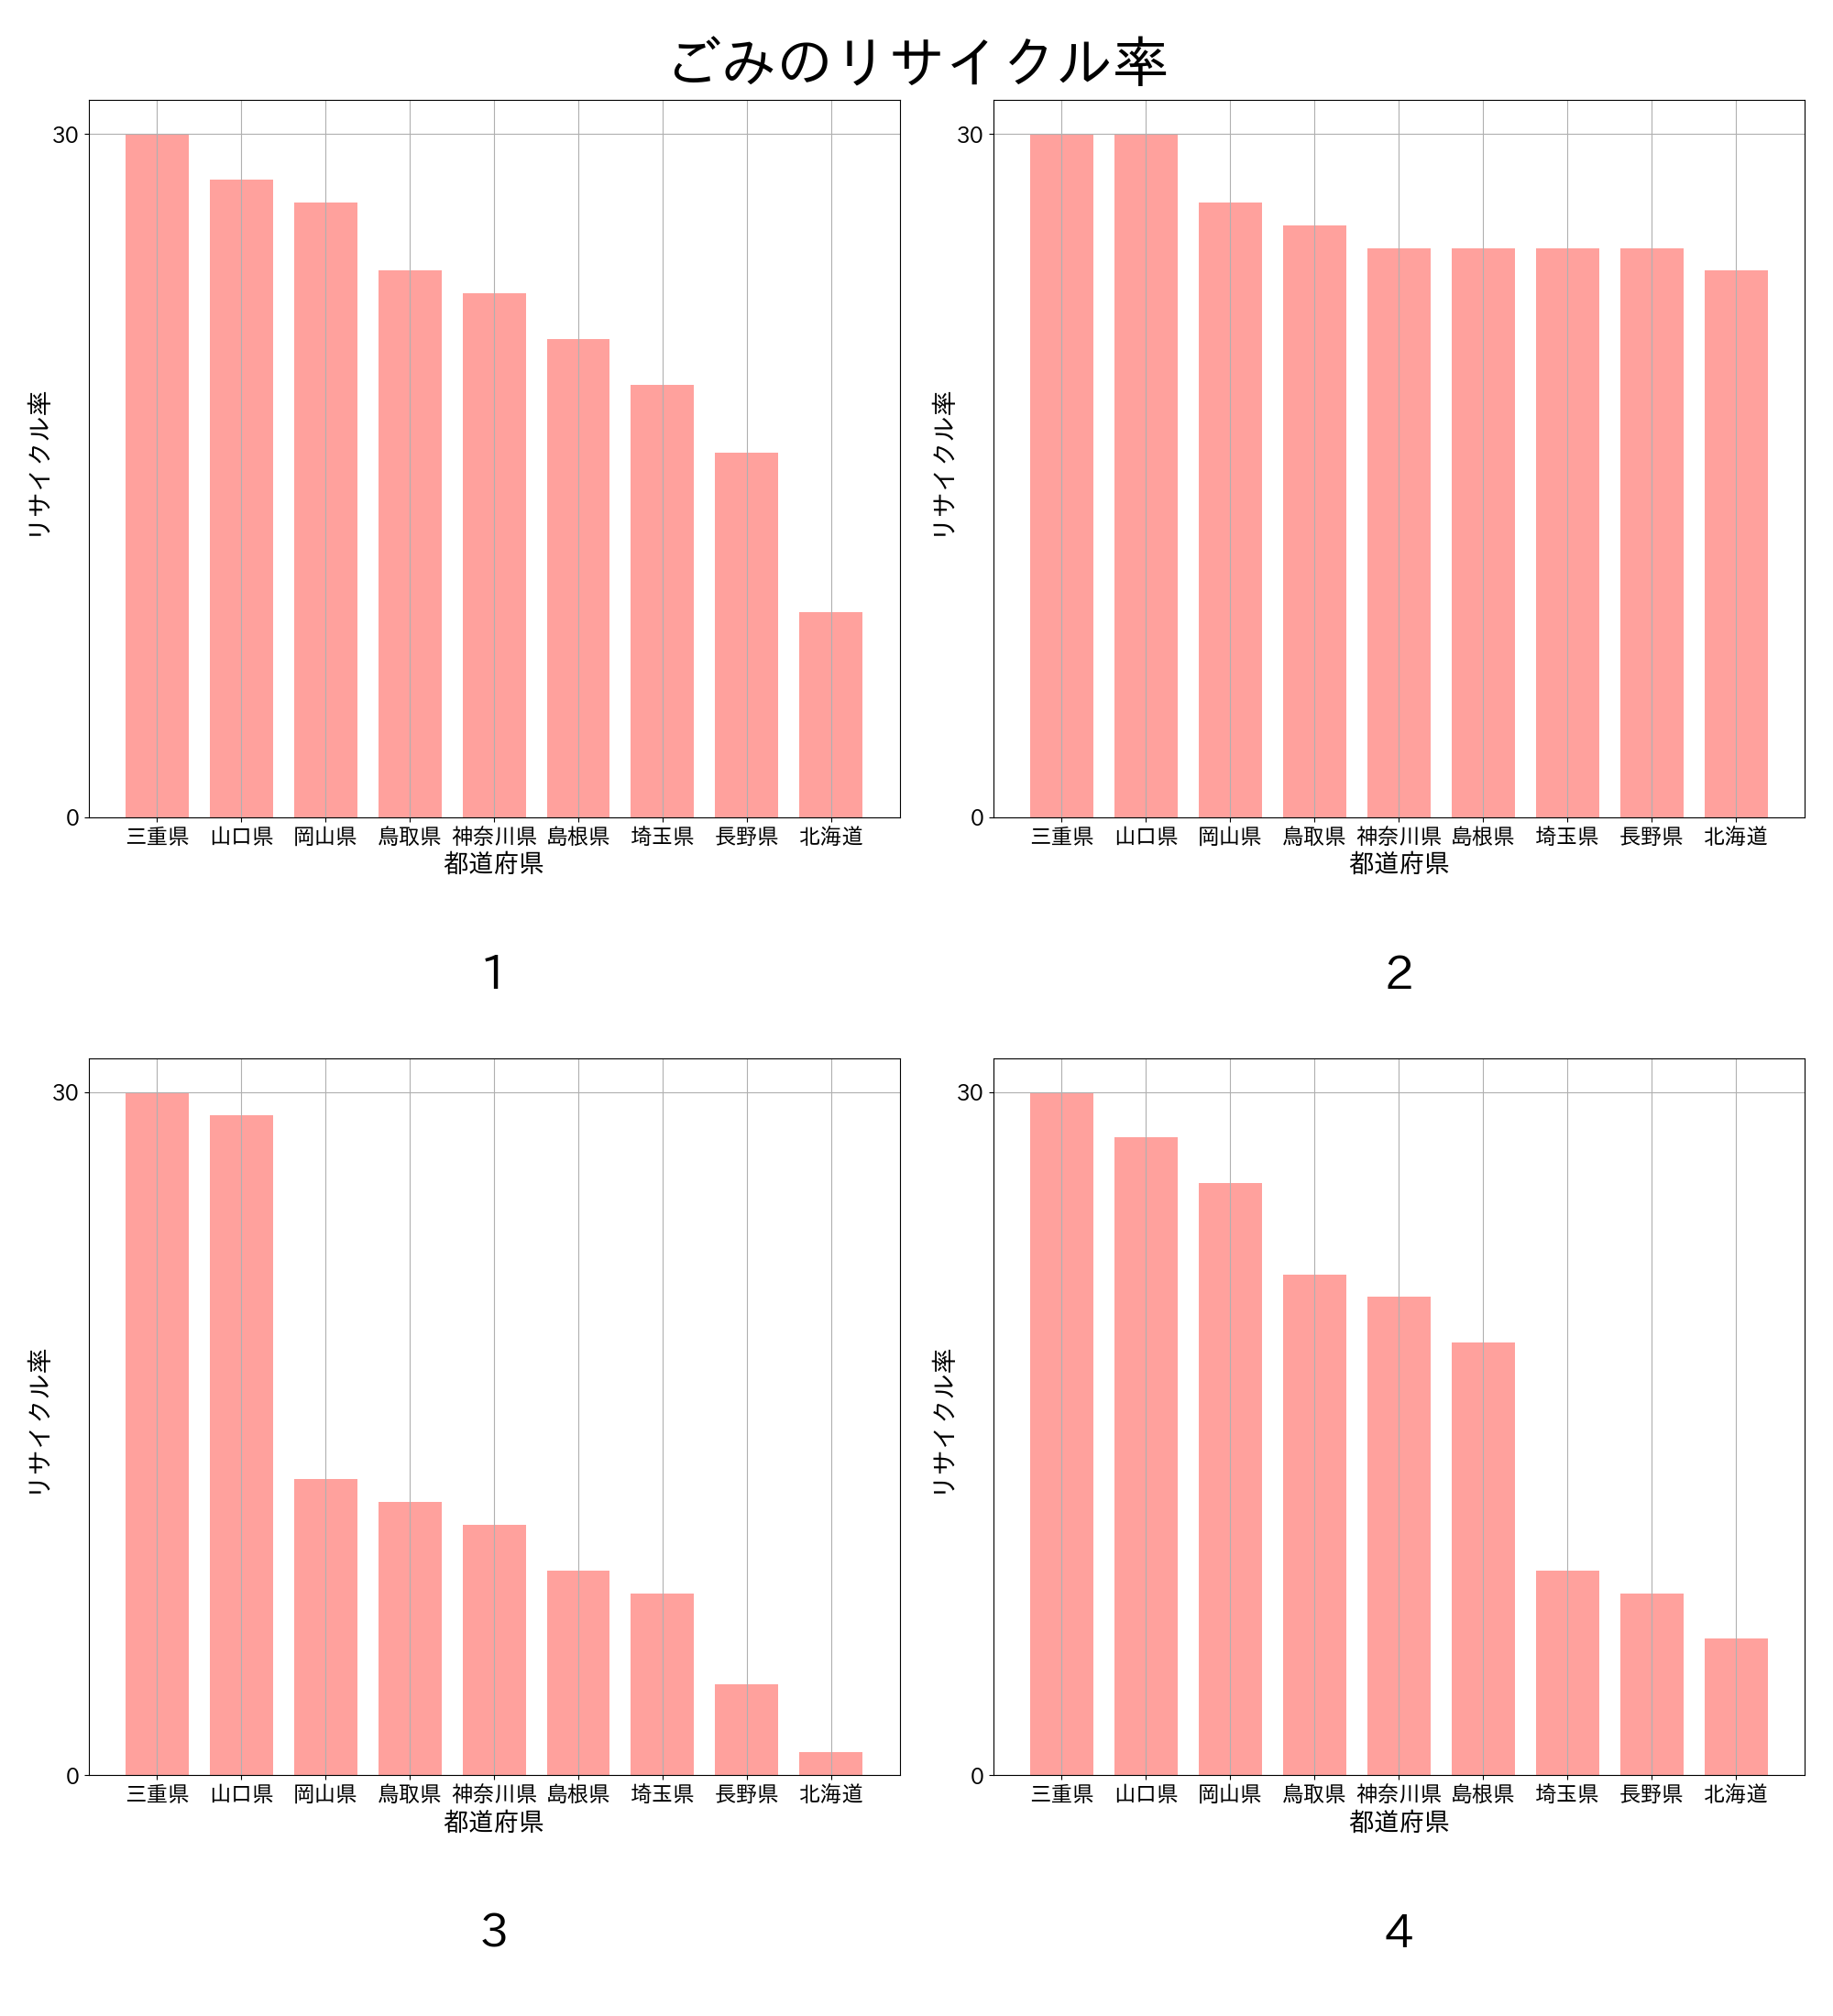 ごみのリサイクル率
30
0
リサイクル率
三重県 山口県 岡山県 鳥取県 神奈川県 島根県 埼玉県 長野県 北海道
都道府県
1
30
0
リサイクル率
三重県 山口県 岡山県 鳥取県 神奈川県 島根県 埼玉県 長野県 北海道
都道府県
2
30
0
リサイクル率
三重県 山口県 岡山県 鳥取県 神奈川県 島根県 埼玉県 長野県 北海道
都道府県
3
30
0
リサイクル率
三重県 山口県 岡山県 鳥取県 神奈川県 島根県 埼玉県 長野県 北海道
都道府県
4